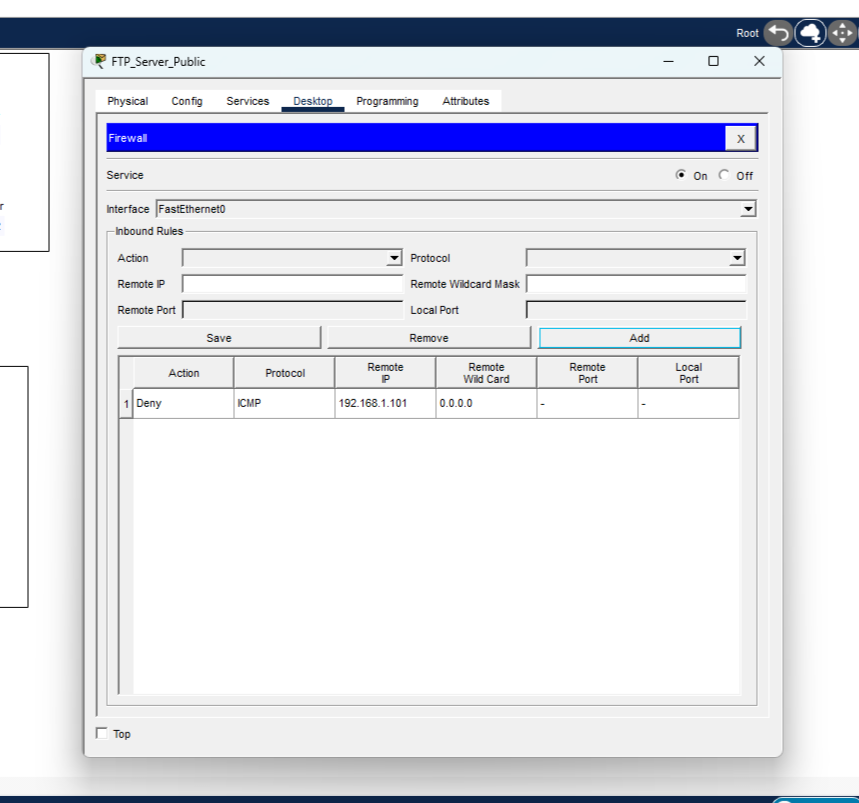 Root
FTP_Server_Public
Physical Config Services Desktop Programming Attributes
Firewall X
Service On Off
Interface FastEthernet0
Inbound Rules
Action Protocol
Remote IP Remote Wildcard Mask
Remote Port Local Port
Save Remove Add
Action Protocol Remote IP Remote Wild Card Remote Port Local Port
1 Deny ICMP 192.168.1.101 0.0.0.0 - -
Top